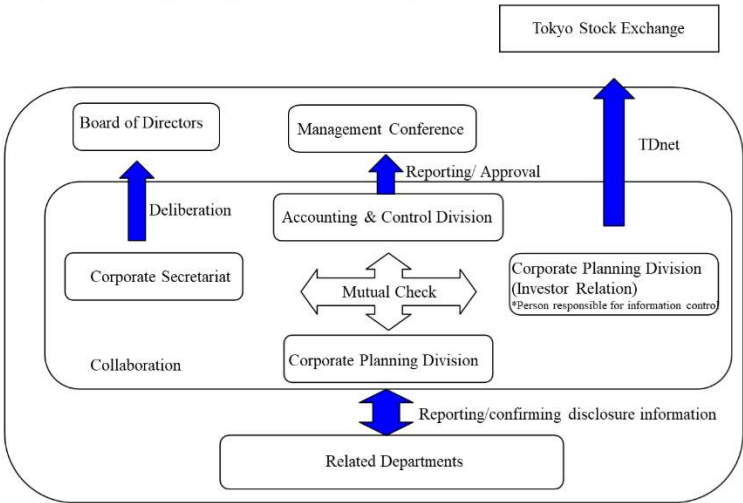 Tokyo Stock Exchange
Board of Directors
Management Conference
TDnet
Reporting/ Approval
Deliberation
Accounting & Control Division
Corporate Secretariat
Corporate Planning Division
(Investor Relation)
*Person responsible for information control
Mutual Check
Collaboration
Corporate Planning Division
Reporting/confirming disclosure information
Related Departments